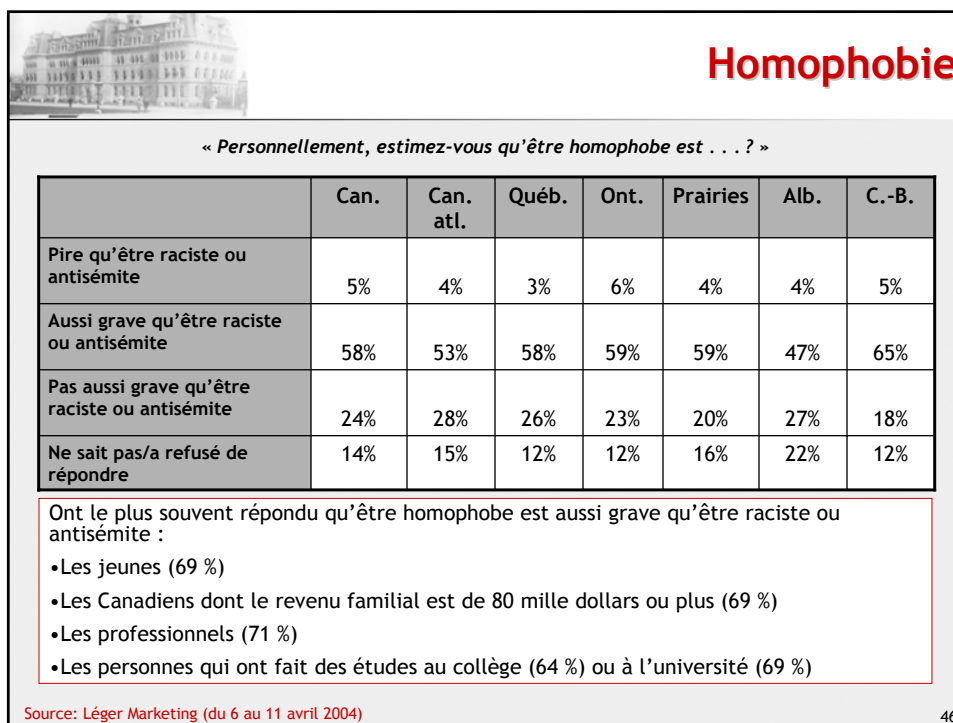 Homophobie
« Personnellement, estimez-vous qu’être homophobe est . . . ? »
Can. Can. atl. Québ. Ont. Prairies Alb. C.-B.
Pire qu’être raciste ou
antisémite 5% 4% 3% 6% 4% 4% 5%
Aussi grave qu’être raciste
ou antisémite 58% 53% 58% 59% 59% 47% 65%
Pas aussi grave qu’être
raciste ou antisémite 24% 28% 26% 23% 20% 27% 18%
Ne sait pas/a refusé de 14% 15% 12% 12% 16% 22% 12%
répondre
Ont le plus souvent répondu qu’être homophobe est aussi grave qu’être raciste ou
antisémite :
•Les jeunes (69 %)
•Les Canadiens dont le revenu familial est de 80 mille dollars ou plus (69 %)
•Les professionnels (71 %)
•Les personnes qui ont fait des études au collège (64 %) ou à l’université (69 %)
Source: Léger Marketing (du 6 au 11 avril 2004) 46